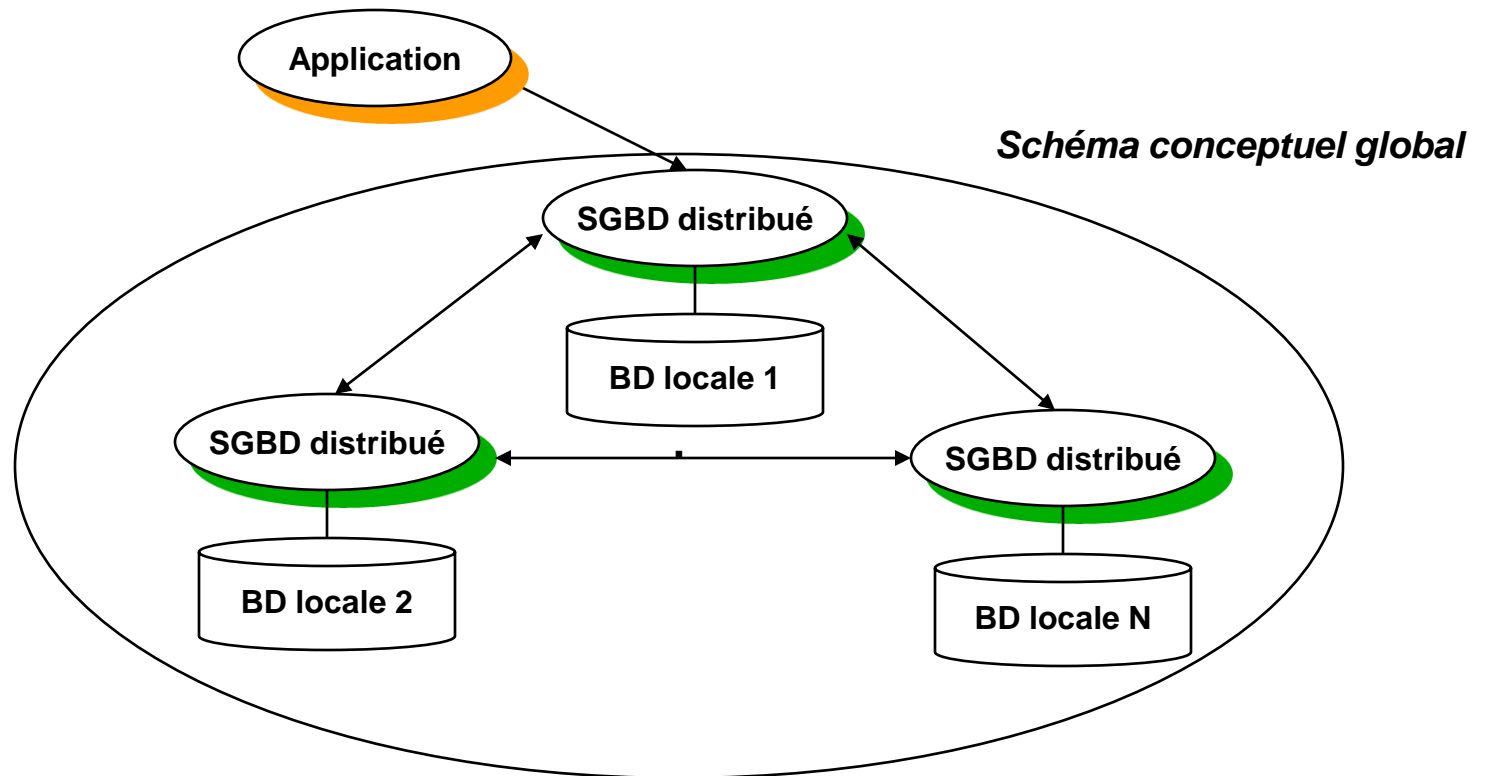 Application
Schéma conceptuel global
SGBD distribué
BD locale 1
SGBD distribué
SGBD distribué
BD locale 2
BD locale N